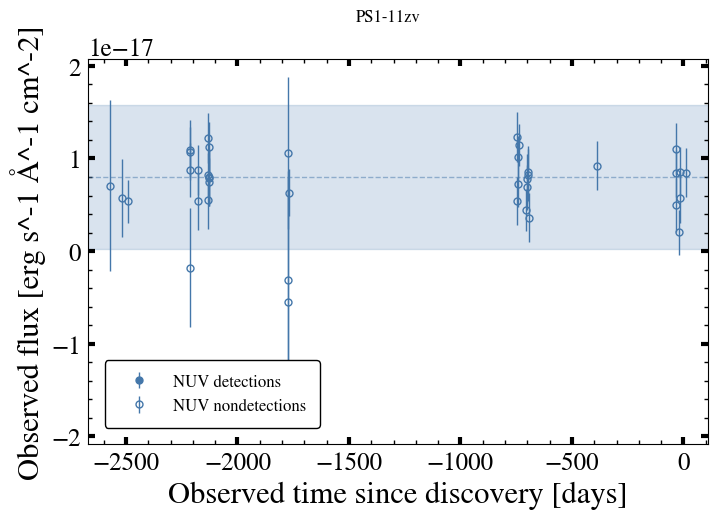 PS1-11zv
1e−17
Observed flux [erg s^-1 Å^-1 cm^-2]
2
1
0
−1
−2
NUV detections
NUV nondetections
−2500 −2000 −1500 −1000 −500 0
Observed time since discovery [days]